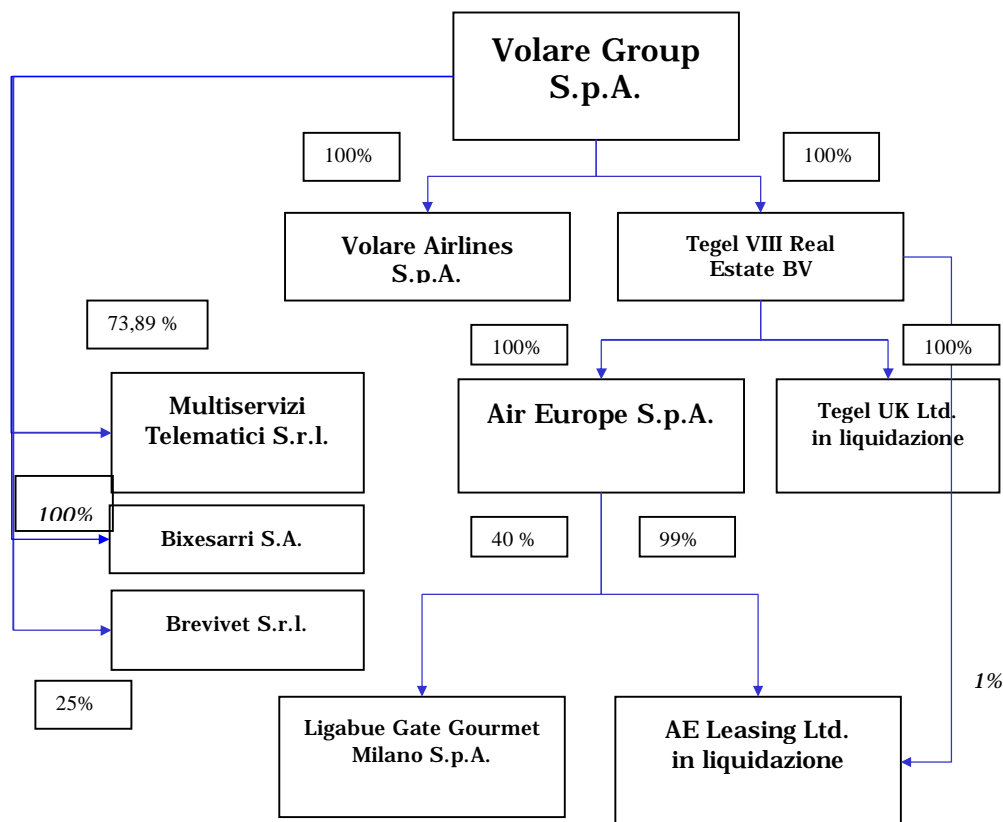 Volare Group
S.p.A.
100%
100%
Volare Airlines
S.p.A.
Tegel VIII Real
Estate BV
73,89 %
100%
100%
Multiservizi
Telematici S.r.l.
Air Europe S.p.A.
Tegel UK Ltd.
in liquidazione
100%
Bixesarri S.A.
40 %
99%
Brevivet S.r.l.
25%
1%
Ligabue Gate Gourmet
Milano S.p.A.
AE Leasing Ltd.
in liquidazione